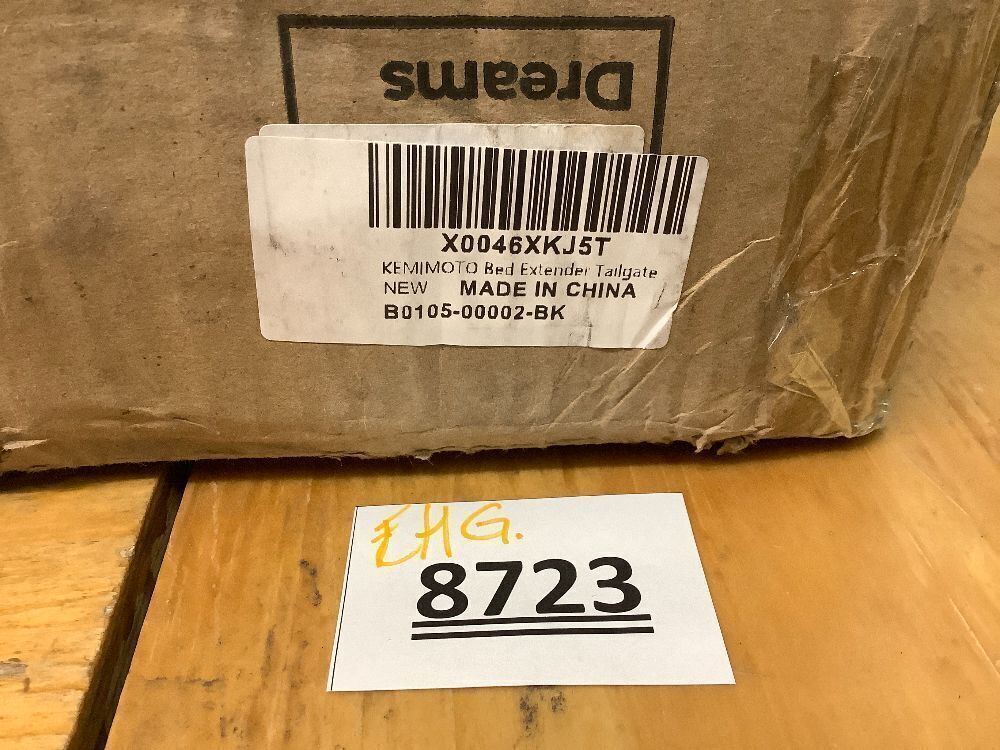 Dreams
X0046XKJ5T
KEMIMOTO Bed Extender Tailgate
NEW MADE IN CHINA
B0105-00002-BK
EHG.
8723